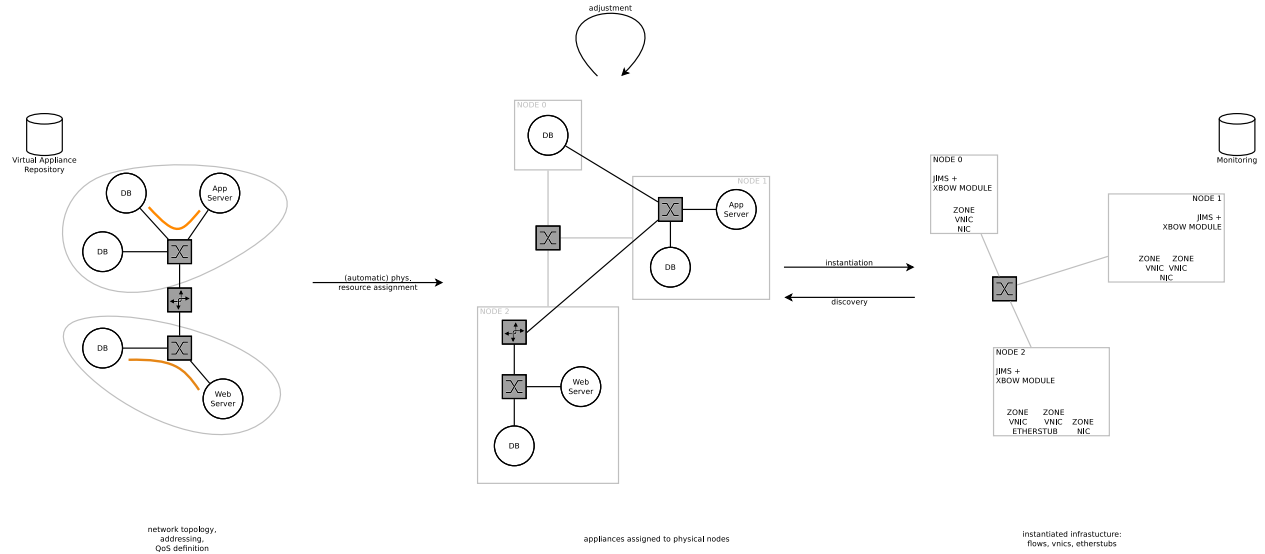 adjustment
Virtual Appliance
Repository
DB
App
Server
DB
DB
Web
Server
network topology,
addressing,
QoS definition
(automatic) phys,
resource assignment
NODE 0
DB
NODE 1
App
Server
DB
NODE 2
Web
Server
DB
appliances assigned to physical nodes
instantiation
discovery
Monitoring
NODE 0
JIMS +
XBOW MODULE
ZONE
VNIC
NIC
NODE 1
JIMS +
XBOW MODULE
ZONE ZONE
VNIC VNIC
NIC
NODE 2
JIMS +
XBOW MODULE
ZONE ZONE
VNIC VNIC ZONE
ETHERSTUB NIC
instantiated infrastucture:
flows, vnics, etherstubs